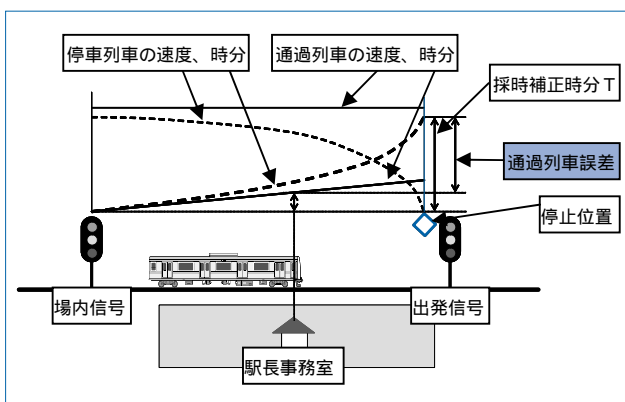 停車列車の速度、時分
通過列車の速度、時分
採時補正時分T
通過列車誤差
停止位置
場内信号
出発信号
駅長事務室